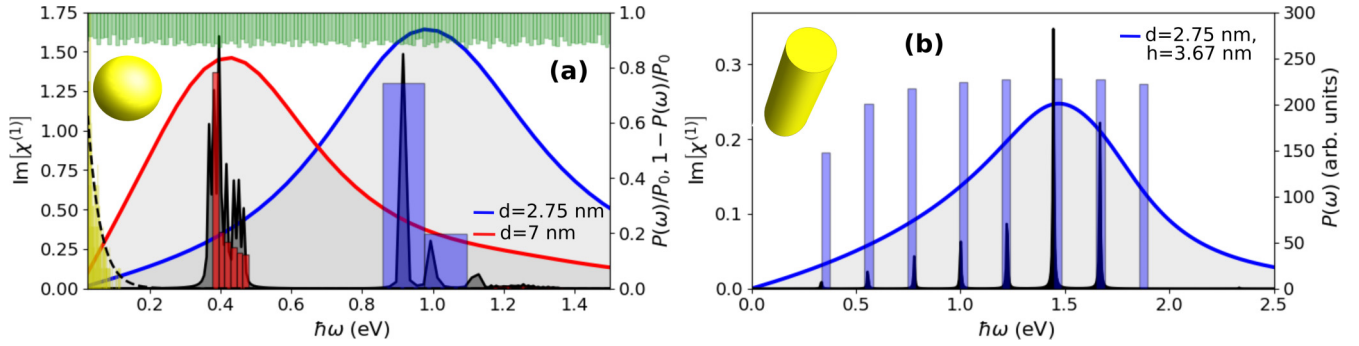 1.75
1.50
1.25
1.00
0.75
0.50
0.25
0.00
Im[χ⁽¹⁾]
(a)
d=2.75 nm
d=7 nm
1.0
0.8
0.6
0.4
0.2
0.0
P(ω)/P₀, 1 − P(ω)/P₀
0.2 0.4 0.6 0.8 1.0 1.2 1.4
ħω (eV)
0.3
0.2
0.1
0.0
Im[χ⁽¹⁾]
(b)
d=2.75 nm,
h=3.67 nm
300
250
200
150
100
50
0
P(ω) (arb. units)
0.0 0.5 1.0 1.5 2.0 2.5
ħω (eV)